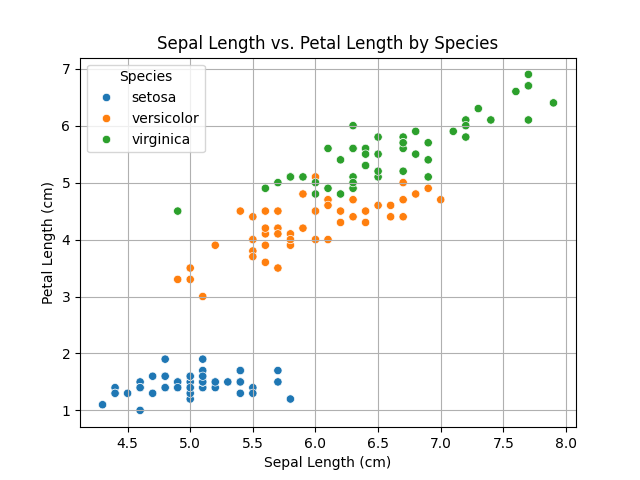 Sepal Length vs. Petal Length by Species
Species
setosa
versicolor
virginica
7
6
5
4
3
2
1
Petal Length (cm)
4.5 5.0 5.5 6.0 6.5 7.0 7.5 8.0
Sepal Length (cm)